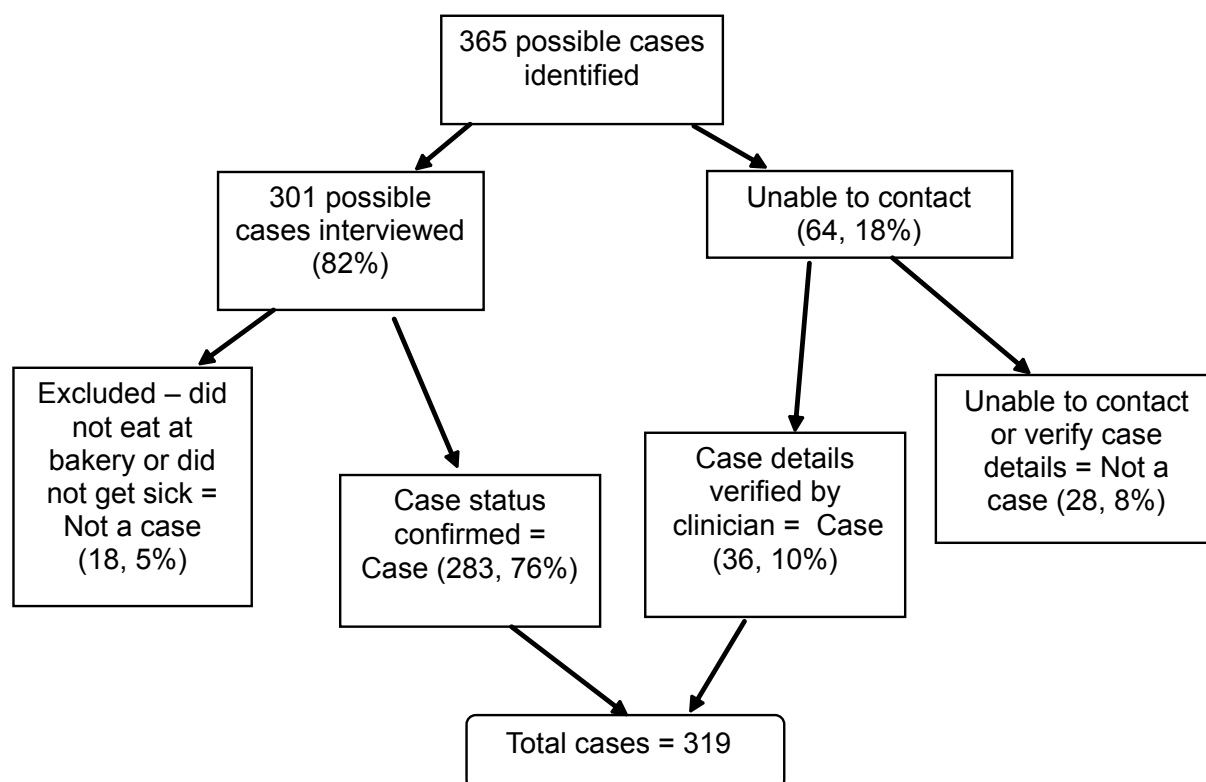 365 possible cases
identified
301 possible
cases interviewed
(82%)
Unable to contact
(64, 18%)
Excluded – did
not eat at
bakery or did
not get sick =
Not a case
(18, 5%)
Case status
confirmed =
Case (283, 76%)
Case details
verified by
clinician =  Case
(36, 10%)
Unable to contact
or verify case
details = Not a
case (28, 8%)
Total cases = 319